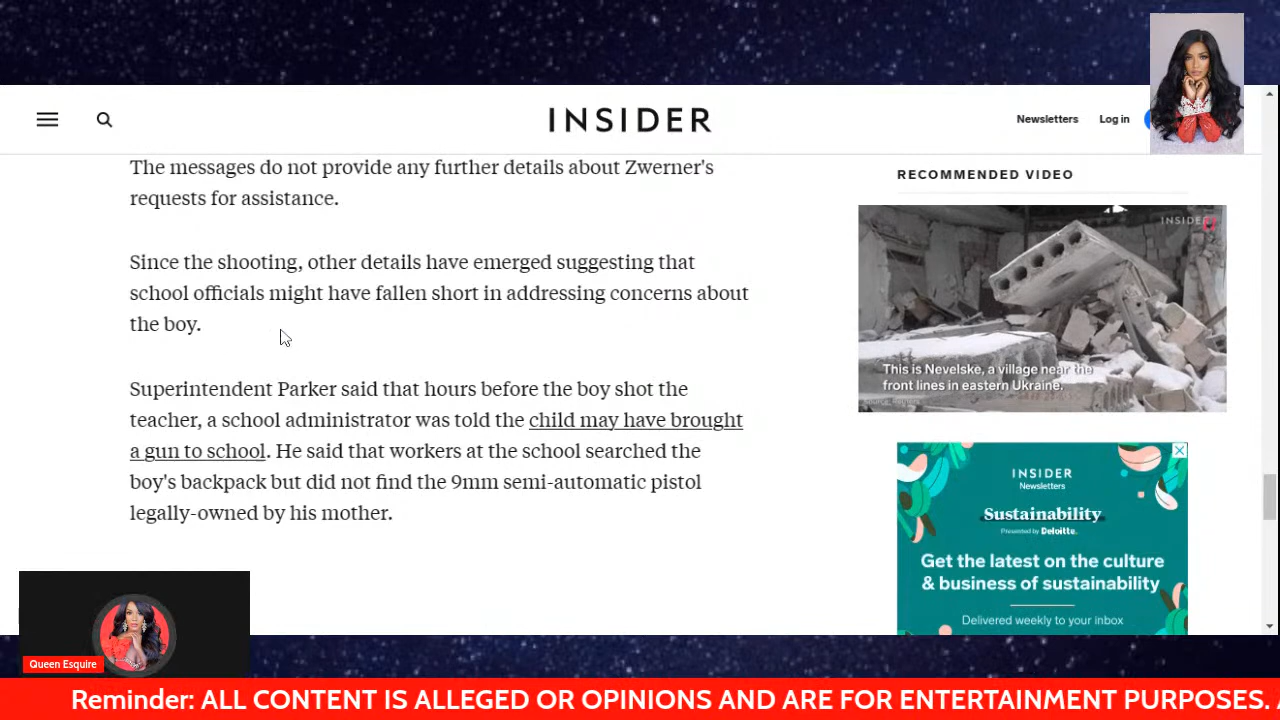 INSIDER
Newsletters
Log in
The messages do not provide any further details about Zwerner's
requests for assistance.
Since the shooting, other details have emerged suggesting that
school officials might have fallen short in addressing concerns about
the boy.
Superintendent Parker said that hours before the boy shot the
teacher, a school administrator was told the child may have brought
a gun to school. He said that workers at the school searched the
boy's backpack but did not find the 9mm semi-automatic pistol
legally-owned by his mother.
RECOMMENDED VIDEO
INSIDER
This is Nevelske, a village near the
front lines in eastern Ukraine.
INSIDER
Newsletters
Sustainability
Presented by Deloitte.
Get the latest on the culture
& business of sustainability
Delivered weekly to your inbox
Queen Esquire
Reminder: ALL CONTENT IS ALLEGED OR OPINIONS AND ARE FOR ENTERTAINMENT PURPOSES.